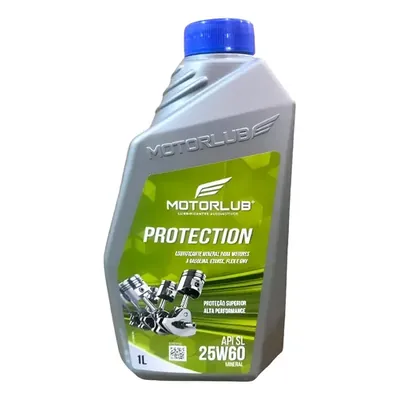 MOTORLUB
MOTORLUB
LUBRIFICANTES AUTOMOTIVOS
PROTECTION
LUBRIFICANTE MINERAL PARA MOTORES
A GASOLINA, ETANOL, FLEX E GNV
PROTEÇÃO SUPERIOR
ALTA PERFORMANCE
API SL
25W60
MINERAL
1L